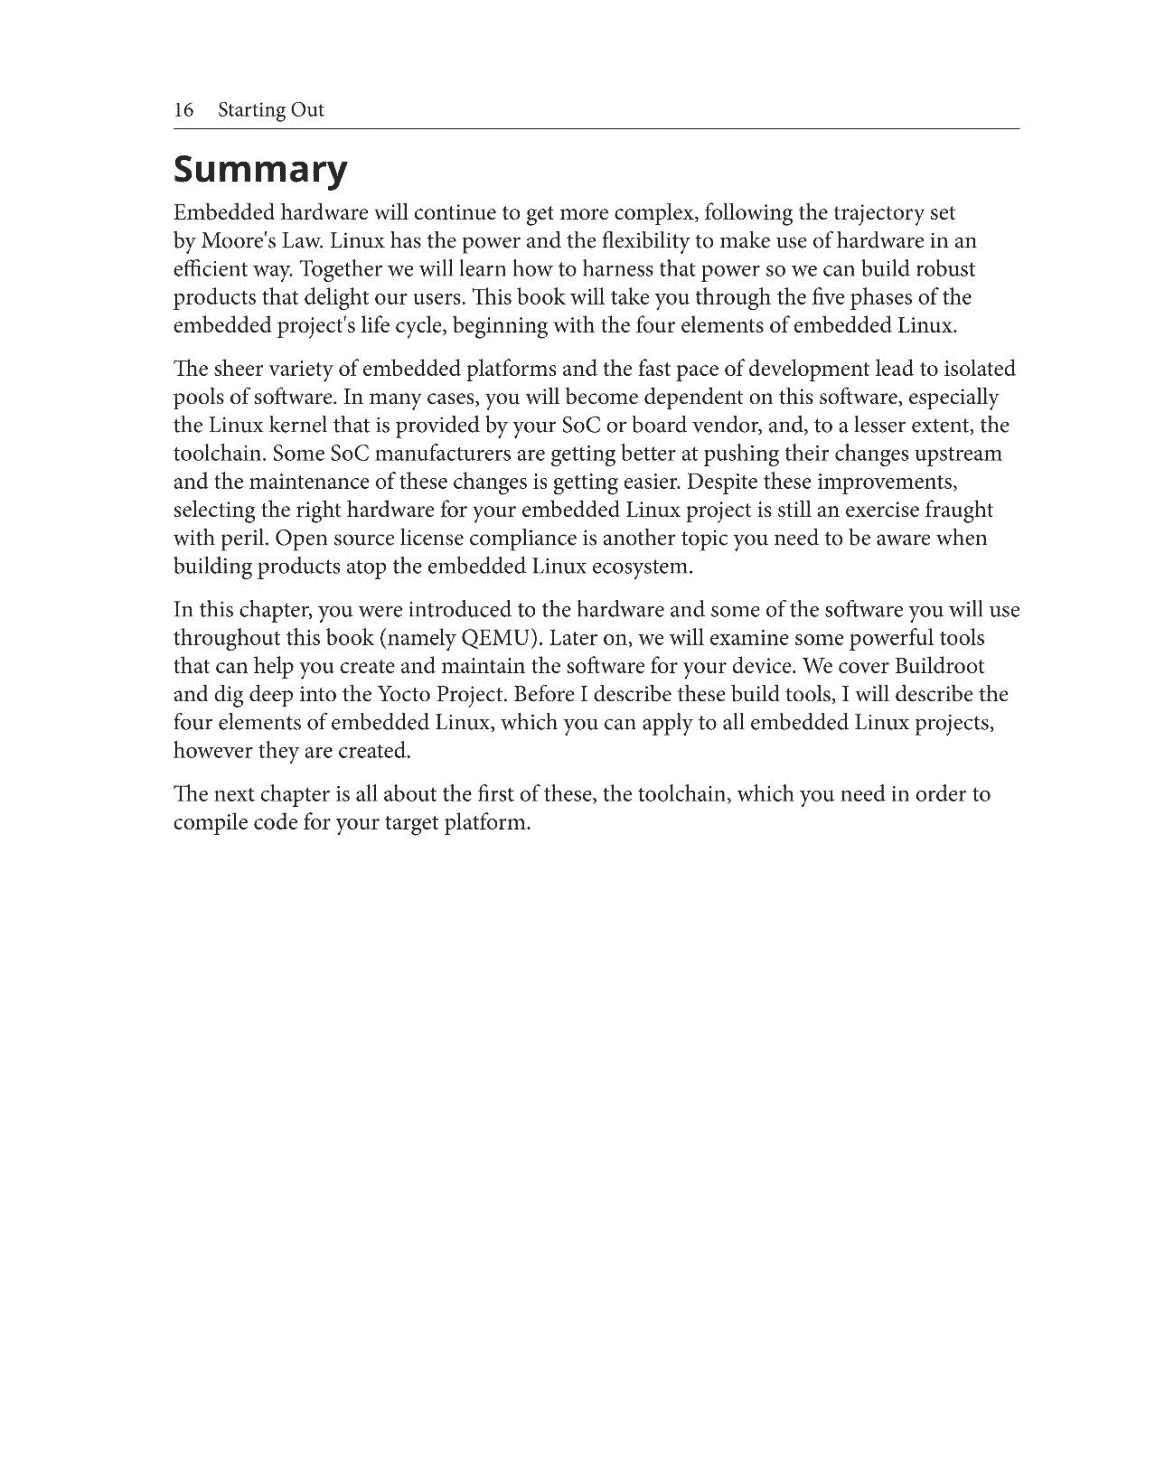 16 Starting Out
Summary
Embedded hardware will continue to get more complex, following the trajectory set
by Moore's Law. Linux has the power and the flexibility to make use of hardware in an
efficient way. Together we will learn how to harness that power so we can build robust
products that delight our users. This book will take you through the five phases of the
embedded project's life cycle, beginning with the four elements of embedded Linux.
The sheer variety of embedded platforms and the fast pace of development lead to isolated
pools of software. In many cases, you will become dependent on this software, especially
the Linux kernel that is provided by your SoC or board vendor, and, to a lesser extent, the
toolchain. Some SoC manufacturers are getting better at pushing their changes upstream
and the maintenance of these changes is getting easier. Despite these improvements,
selecting the right hardware for your embedded Linux project is still an exercise fraught
with peril. Open source license compliance is another topic you need to be aware when
building products atop the embedded Linux ecosystem.
In this chapter, you were introduced to the hardware and some of the software you will use
throughout this book (namely QEMU). Later on, we will examine some powerful tools
that can help you create and maintain the software for your device. We cover Buildroot
and dig deep into the Yocto Project. Before I describe these build tools, I will describe the
four elements of embedded Linux, which you can apply to all embedded Linux projects,
however they are created.
The next chapter is all about the first of these, the toolchain, which you need in order to
compile code for your target platform.